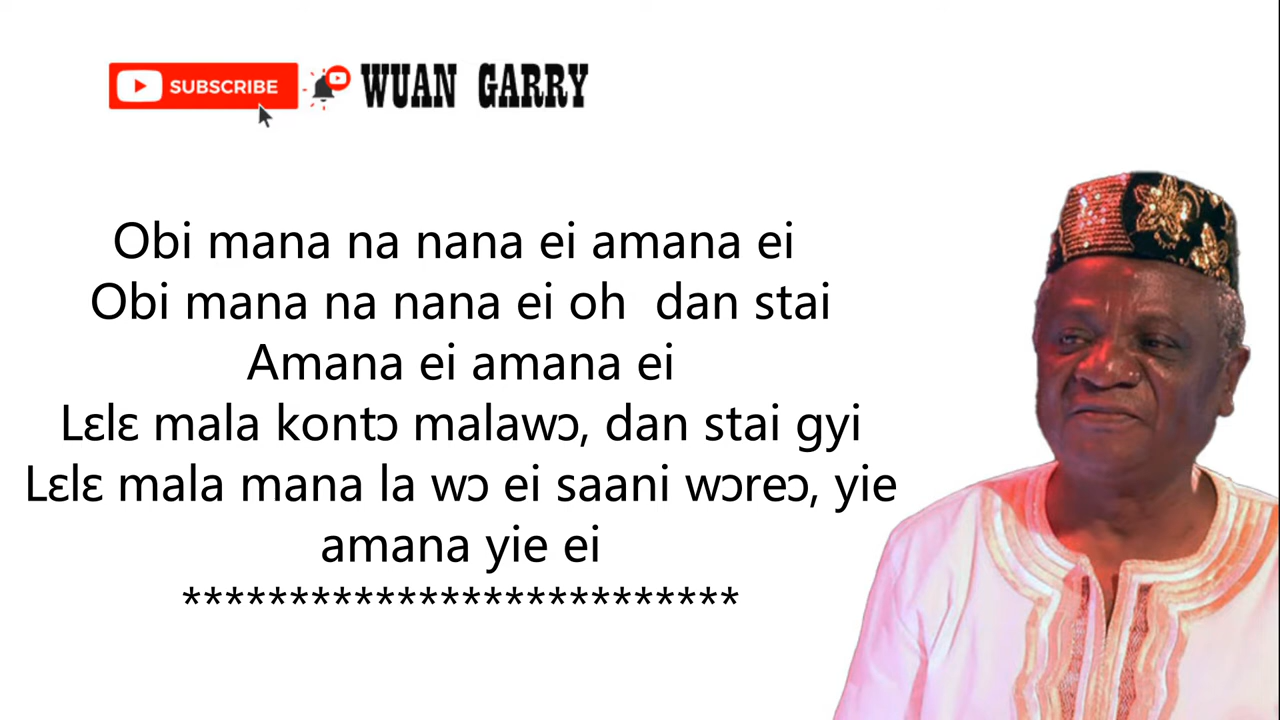 SUBSCRIBE WUAN GARRY
Obi mana na nana ei amana ei
Obi mana na nana ei oh dan stai
Amana ei amana ei
Lɛlɛ mala kontɔ malawɔ, dan stai gyi
Lɛlɛ mala mana la wɔ ei saani wɔreɔ, yie
amana yie ei
**************************